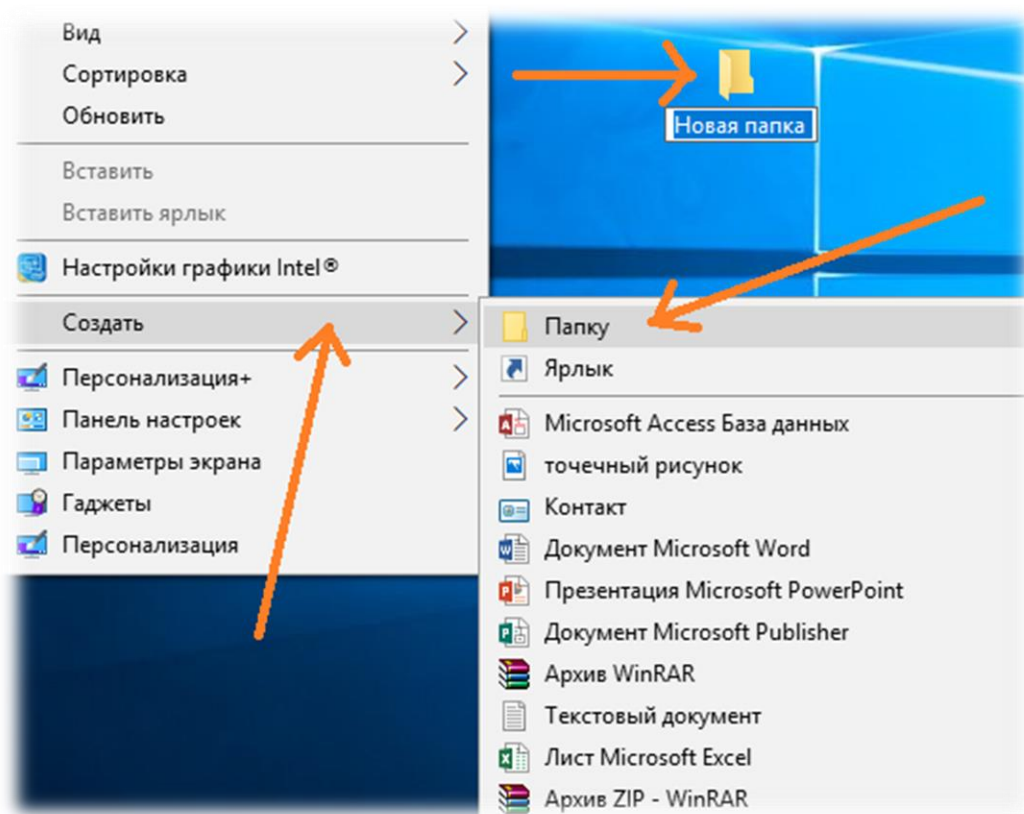 Вид
Сортировка
Обновить
Вставить
Вставить ярлык
Настройки графики Intel®
Создать
Персонализация+
Панель настроек
Параметры экрана
Гаджеты
Персонализация
Новая папка
Папку
Ярлык
Microsoft Access База данных
точечный рисунок
Контакт
Документ Microsoft Word
Презентация Microsoft PowerPoint
Документ Microsoft Publisher
Архив WinRAR
Текстовый документ
Лист Microsoft Excel
Архив ZIP - WinRAR